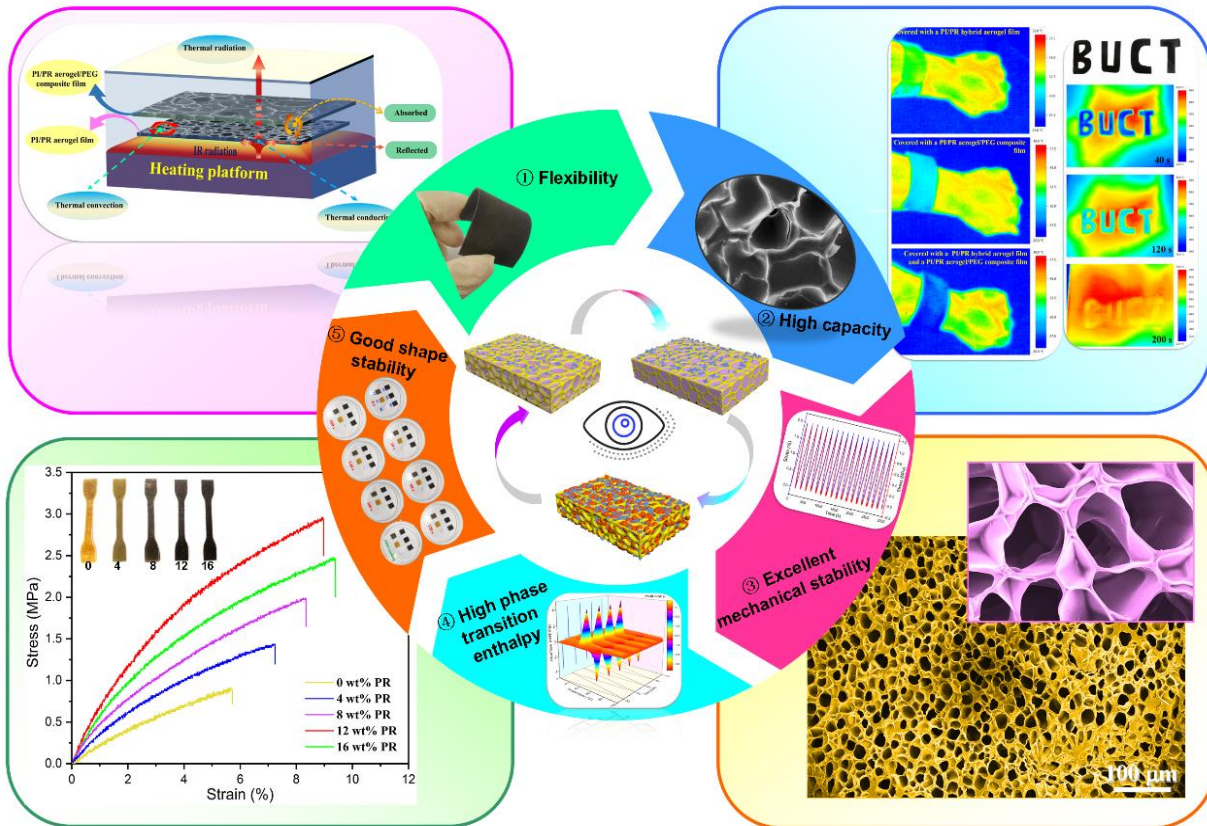 Thermal radiation
PI/PR aerogel/PEG
composite film
Absorbed
PI/PR aerogel film
IR radiation
Reflected
Heating platform
Thermal convection
Thermal conduction
① Flexibility
② High capacity
③ Excellent
mechanical stability
④ High phase
transition
enthalpy
⑤ Good shape
stability
Covered with a PI/PR hybrid aerogel film
Covered with a PI/PR aerogel/PEG composite
film
Covered with a PI/PR hybrid aerogel film
and a PI/PR aerogel/PEG composite film
BUCT
BUCT
40 s
BUCT
120 s
BUCT
200 s
3.5
3.0
2.5
2.0
1.5
1.0
0.5
0.0
Stress (MPa)
0 4 8 12 16
0 wt% PR
4 wt% PR
8 wt% PR
12 wt% PR
16 wt% PR
0 2 4 6 8 10 12
Strain (%)
100 μm